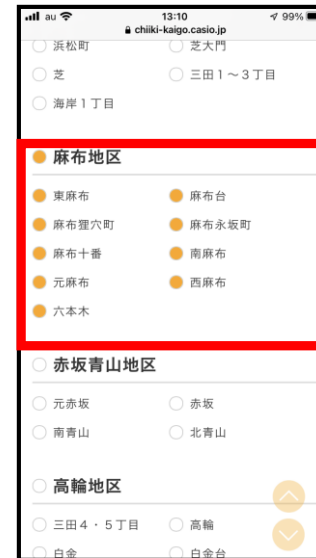 au 13:10 99%
chiiki-kaigo.casio.jp
浜松町 芝大門
芝 三田１～３丁目
海岸１丁目
麻布地区
東麻布 麻布台
麻布狸穴町 麻布永坂町
麻布十番 南麻布
元麻布 西麻布
六本木
赤坂青山地区
元赤坂 赤坂
南青山 北青山
高輪地区
三田４・５丁目 高輪
白金 白金台